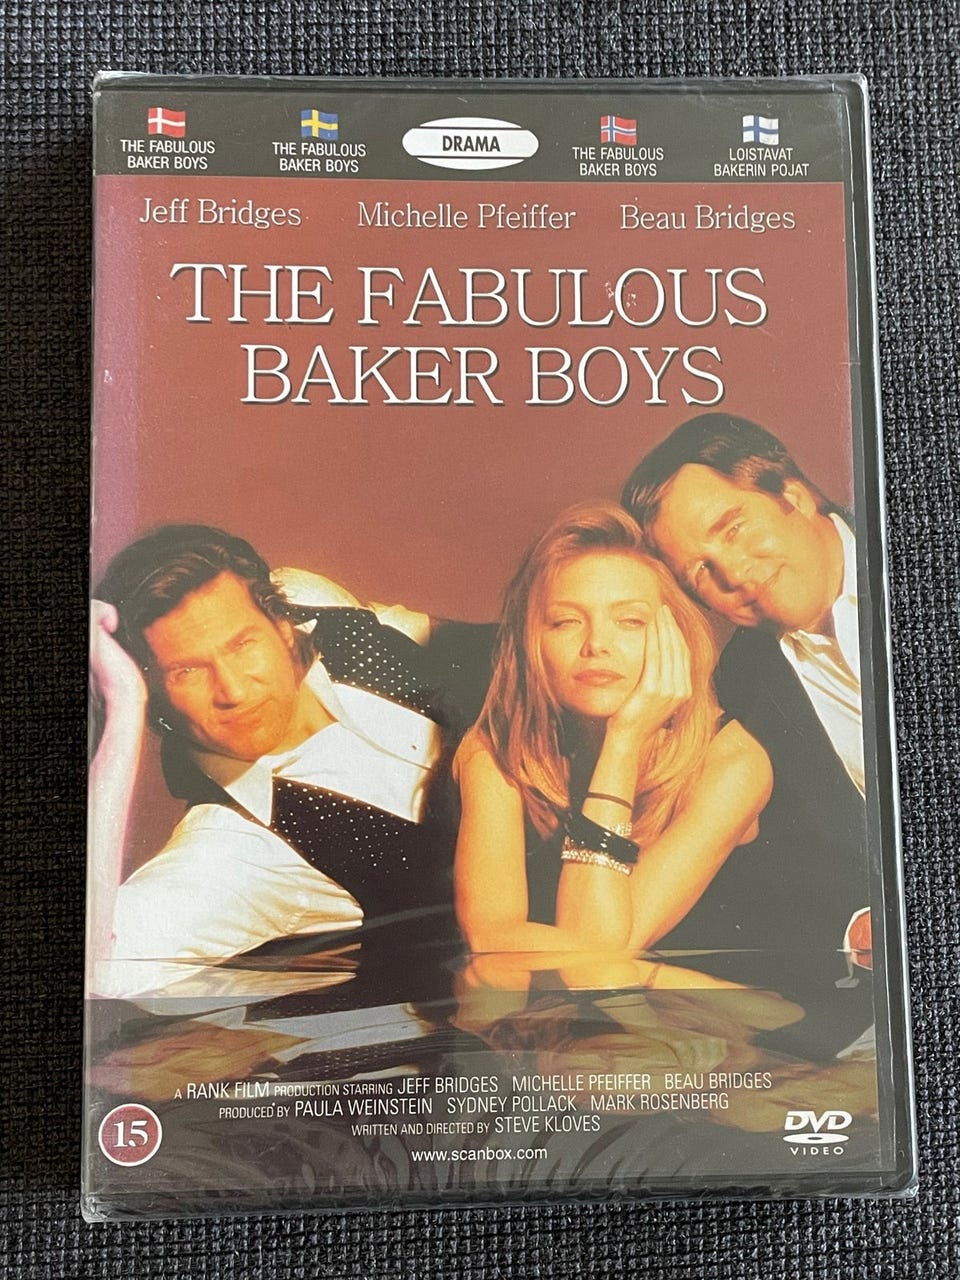 THE FABULOUS
BAKER BOYS
THE FABULOUS
BAKER BOYS
DRAMA
THE FABULOUS
BAKER BOYS
LOISTAVAT
BAKERIN POJAT
Jeff Bridges Michelle Pfeiffer Beau Bridges
THE FABULOUS
BAKER BOYS
A RANK FILM PRODUCTION STARRING JEFF BRIDGES MICHELLE PFEIFFER BEAU BRIDGES
PRODUCED BY PAULA WEINSTEIN SYDNEY POLLACK MARK ROSENBERG
WRITTEN AND DIRECTED BY STEVE KLOVES
www.scanbox.com
15
DVD
VIDEO